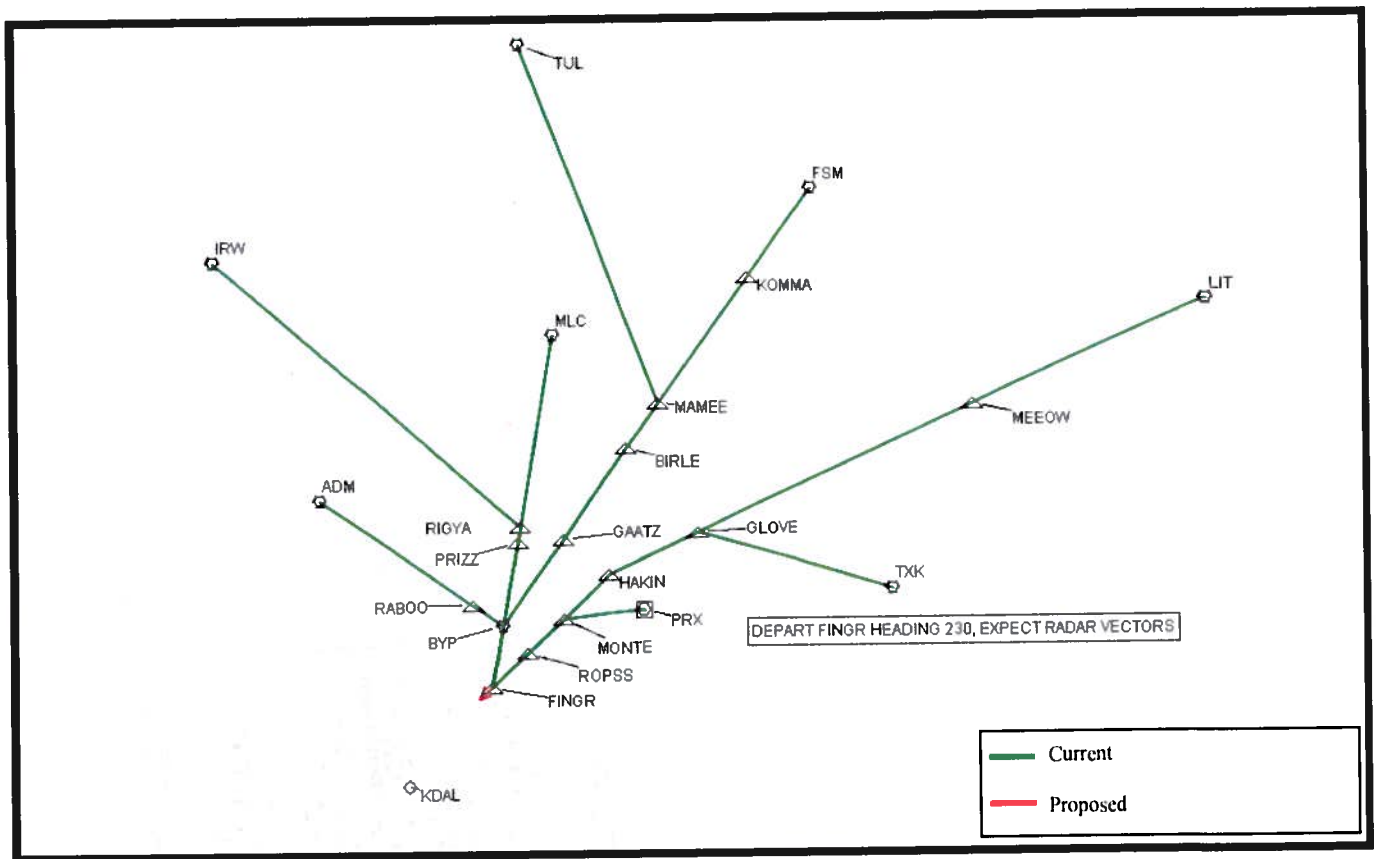 TUL
FSM
IRW
KOMMA
LIT
MLC
MAMEE
MEEOW
BIRLE
ADM
RIGYA
GAATZ
GLOVE
PRIZZ
HAKIN
TXK
RABOO
PRX
BYP
MONTE
DEPART FINGR HEADING 230, EXPECT RADAR VECTORS
ROPSS
FINGR
Current
KDAL
Proposed